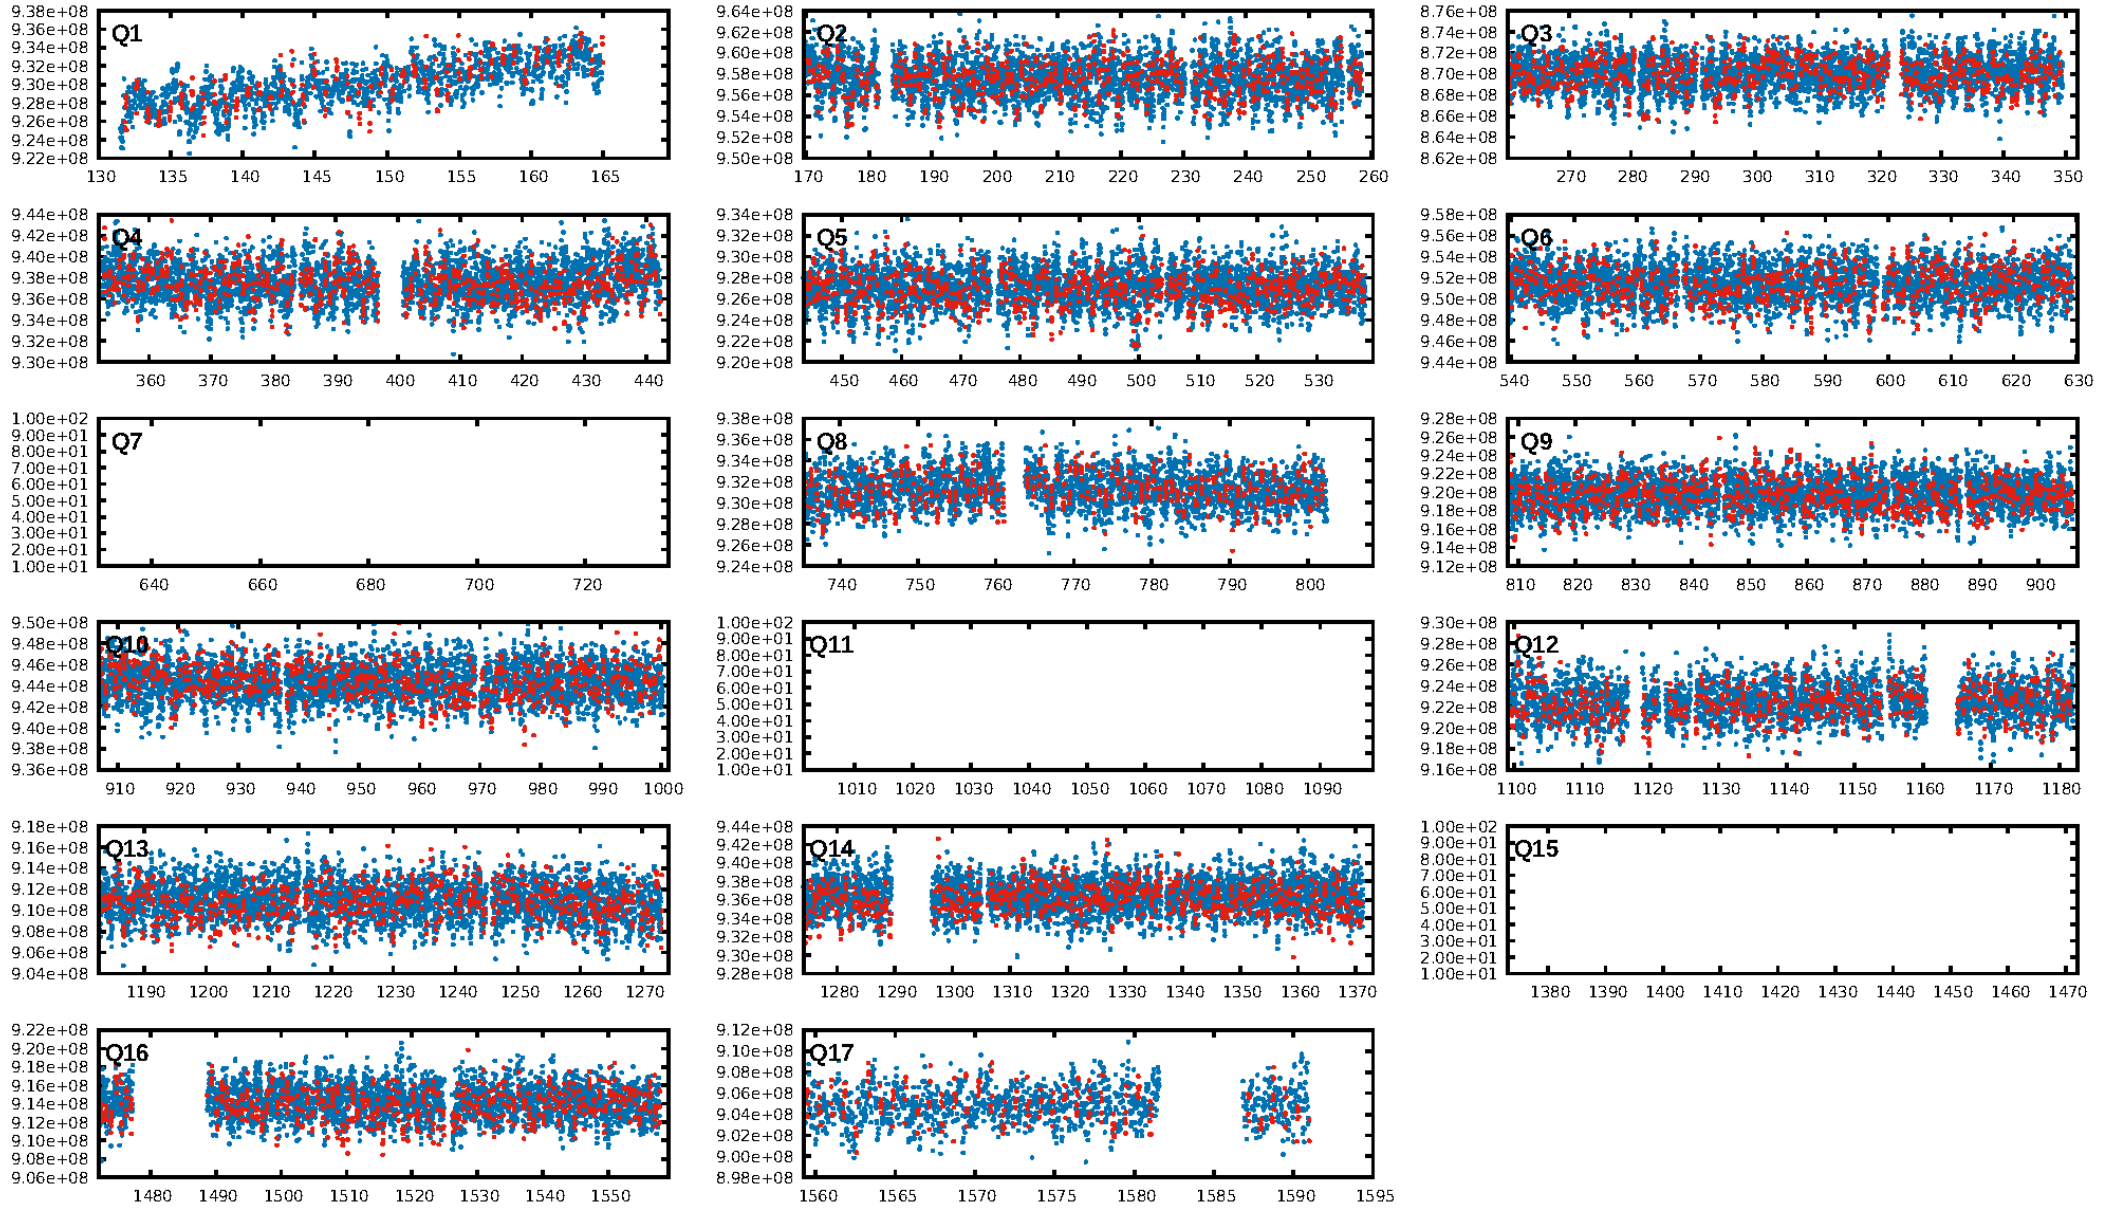 9.38e+08
9.36e+08
9.34e+08
9.32e+08
9.30e+08
9.28e+08
9.26e+08
9.24e+08
9.22e+08
Q1
130 135 140 145 150 155 160 165
9.64e+08
9.62e+08
9.60e+08
9.58e+08
9.56e+08
9.54e+08
9.52e+08
9.50e+08
Q2
170 180 190 200 210 220 230 240 250 260
8.76e+08
8.74e+08
8.72e+08
8.70e+08
8.68e+08
8.66e+08
8.64e+08
8.62e+08
Q3
270 280 290 300 310 320 330 340 350
9.44e+08
9.42e+08
9.40e+08
9.38e+08
9.36e+08
9.34e+08
9.32e+08
9.30e+08
Q4
360 370 380 390 400 410 420 430 440
9.34e+08
9.32e+08
9.30e+08
9.28e+08
9.26e+08
9.24e+08
9.22e+08
9.20e+08
Q5
450 460 470 480 490 500 510 520 530
9.58e+08
9.56e+08
9.54e+08
9.52e+08
9.50e+08
9.48e+08
9.46e+08
9.44e+08
Q6
540 550 560 570 580 590 600 610 620 630
1.00e+02
9.00e+01
8.00e+01
7.00e+01
6.00e+01
5.00e+01
4.00e+01
3.00e+01
2.00e+01
1.00e+01
Q7
640 660 680 700 720
9.38e+08
9.36e+08
9.34e+08
9.32e+08
9.30e+08
9.28e+08
9.26e+08
9.24e+08
Q8
740 750 760 770 780 790 800
9.28e+08
9.26e+08
9.24e+08
9.22e+08
9.20e+08
9.18e+08
9.16e+08
9.14e+08
9.12e+08
Q9
810 820 830 840 850 860 870 880 890 900
9.50e+08
9.48e+08
9.46e+08
9.44e+08
9.42e+08
9.40e+08
9.38e+08
9.36e+08
Q10
910 920 930 940 950 960 970 980 990 1000
1.00e+02
9.00e+01
8.00e+01
7.00e+01
6.00e+01
5.00e+01
4.00e+01
3.00e+01
2.00e+01
1.00e+01
Q11
1010 1020 1030 1040 1050 1060 1070 1080 1090
9.30e+08
9.28e+08
9.26e+08
9.24e+08
9.22e+08
9.20e+08
9.18e+08
9.16e+08
Q12
1100 1110 1120 1130 1140 1150 1160 1170 1180
9.18e+08
9.16e+08
9.14e+08
9.12e+08
9.10e+08
9.08e+08
9.06e+08
9.04e+08
Q13
1190 1200 1210 1220 1230 1240 1250 1260 1270
9.44e+08
9.42e+08
9.40e+08
9.38e+08
9.36e+08
9.34e+08
9.32e+08
9.30e+08
9.28e+08
Q14
1280 1290 1300 1310 1320 1330 1340 1350 1360 1370
1.00e+02
9.00e+01
8.00e+01
7.00e+01
6.00e+01
5.00e+01
4.00e+01
3.00e+01
2.00e+01
1.00e+01
Q15
1380 1390 1400 1410 1420 1430 1440 1450 1460 1470
9.22e+08
9.20e+08
9.18e+08
9.16e+08
9.14e+08
9.12e+08
9.10e+08
9.08e+08
9.06e+08
Q16
1480 1490 1500 1510 1520 1530 1540 1550
9.12e+08
9.10e+08
9.08e+08
9.06e+08
9.04e+08
9.02e+08
9.00e+08
8.98e+08
Q17
1560 1565 1570 1575 1580 1585 1590 1595